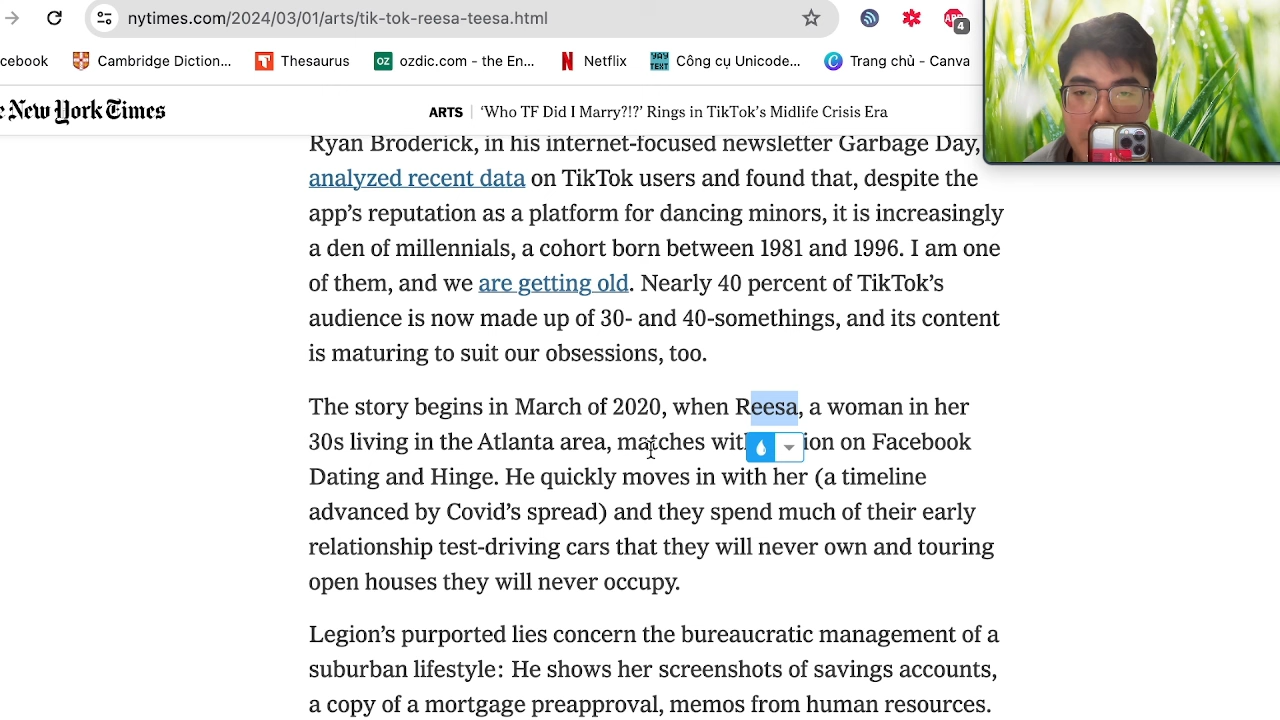 nytimes.com/2024/03/01/arts/tik-tok-reesa-teesa.html
4
cebook
Cambridge Diction...
Thesaurus
OZ ozdic.com - the En...
Netflix
YAY TEXT Công cụ Unicode...
Trang chủ - Canva
New York Times
ARTS | ‘Who TF Did I Marry?!?’ Rings in TikTok’s Midlife Crisis Era
Ryan Broderick, in his internet-focused newsletter Garbage Day,
analyzed recent data on TikTok users and found that, despite the
app’s reputation as a platform for dancing minors, it is increasingly
a den of millennials, a cohort born between 1981 and 1996. I am one
of them, and we are getting old. Nearly 40 percent of TikTok’s
audience is now made up of 30- and 40-somethings, and its content
is maturing to suit our obsessions, too.
The story begins in March of 2020, when Reesa, a woman in her
30s living in the Atlanta area, matches with ion on Facebook
Dating and Hinge. He quickly moves in with her (a timeline
advanced by Covid’s spread) and they spend much of their early
relationship test-driving cars that they will never own and touring
open houses they will never occupy.
Legion’s purported lies concern the bureaucratic management of a
suburban lifestyle: He shows her screenshots of savings accounts,
a copy of a mortgage preapproval, memos from human resources.